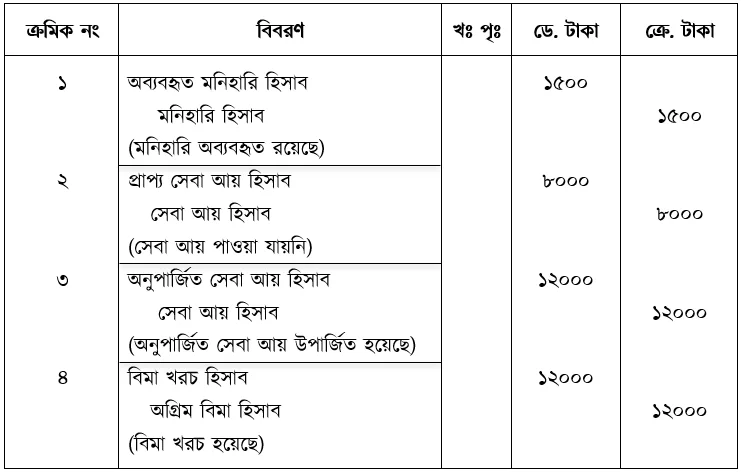 ক্রমিক নং বিবরণ খঃ পৃঃ ডে. টাকা ক্রে. টাকা
১ অব্যবহৃত মনিহারি হিসাব ১৫০০
মনিহারি হিসাব ১৫০০
(মনিহারি অব্যবহৃত রয়েছে)
২ প্রাপ্য সেবা আয় হিসাব ৮০০০
সেবা আয় হিসাব ৮০০০
(সেবা আয় পাওয়া যায়নি)
৩ অনুপার্জিত সেবা আয় হিসাব ১২০০০
সেবা আয় হিসাব ১২০০০
(অনুপার্জিত সেবা আয় উপার্জিত হয়েছে)
৪ বিমা খরচ হিসাব ১২০০০
অগ্রিম বিমা হিসাব ১২০০০
(বিমা খরচ হয়েছে)